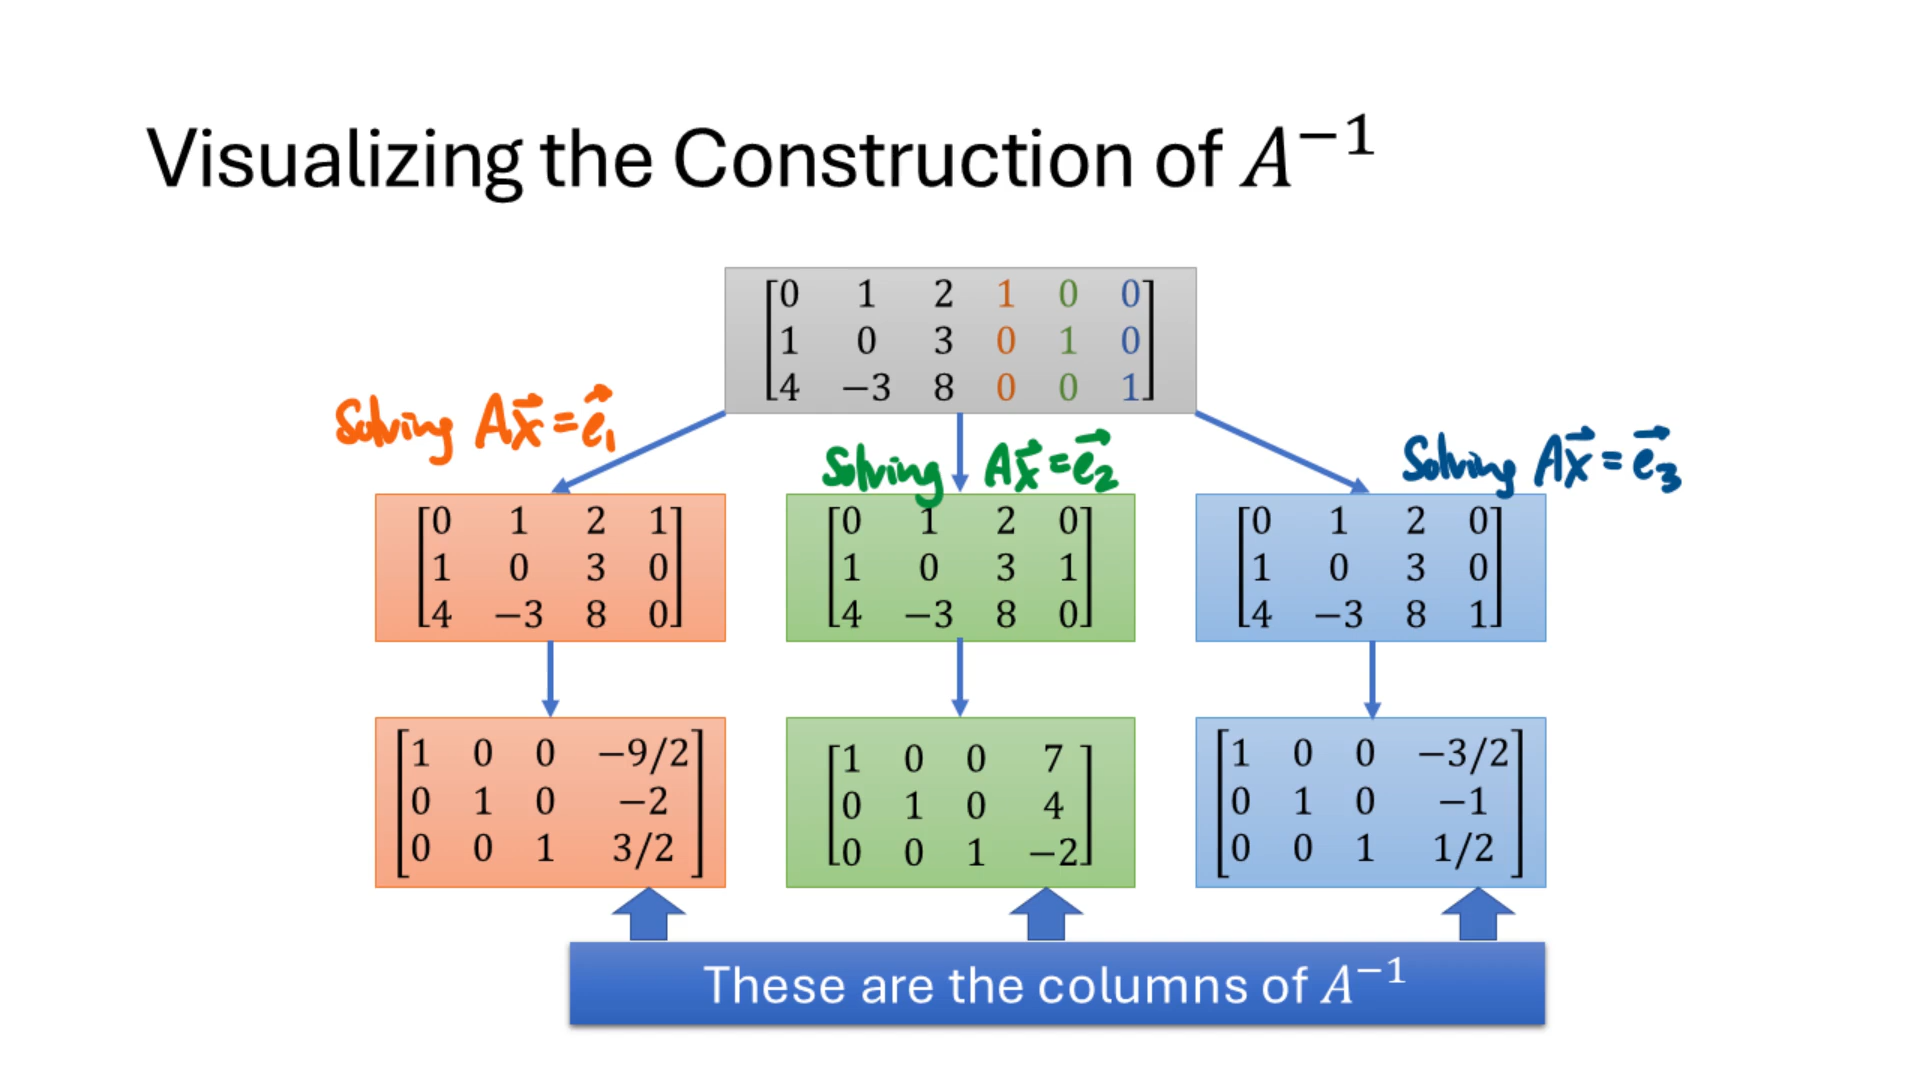 Visualizing the Construction of A⁻¹
[0 1 2 1 0 0]
[1 0 3 0 1 0]
[4 −3 8 0 0 1]
Solving Ax⃗ = e⃗₁
Solving Ax⃗ = e⃗₂
Solving Ax⃗ = e⃗₃
[0 1 2 1]
[1 0 3 0]
[4 −3 8 0]
[0 1 2 0]
[1 0 3 1]
[4 −3 8 0]
[0 1 2 0]
[1 0 3 0]
[4 −3 8 1]
[1 0 0 −9/2]
[0 1 0 −2]
[0 0 1 3/2]
[1 0 0 7]
[0 1 0 4]
[0 0 1 −2]
[1 0 0 −3/2]
[0 1 0 −1]
[0 0 1 1/2]
These are the columns of A⁻¹